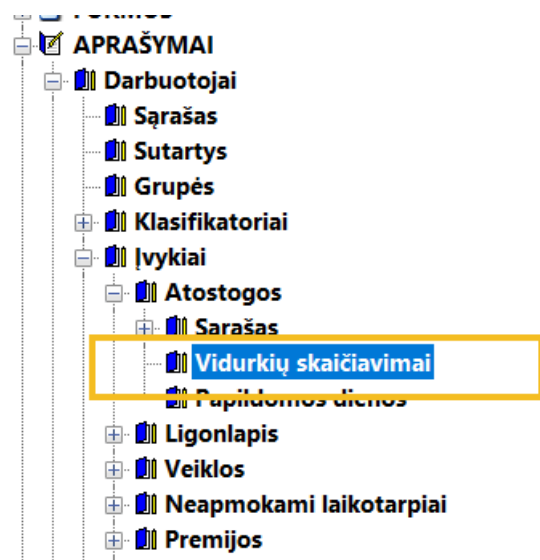 APRAŠYMAI
Darbuotojai
Sąrašas
Sutartys
Grupės
Klasifikatoriai
Įvykiai
Atostogos
Sąrašas
Vidurkių skaičiavimai
Papildomos dienos
Ligonlapis
Veiklos
Neapmokami laikotarpiai
Premijos